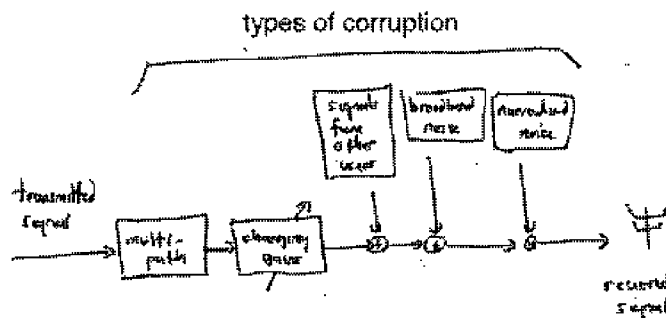 types of corruption
signals
from
other
users
broadband
noise
narrowband
noise
transmitted
signal
multi-
path
changing
gains
+
+
received
signal